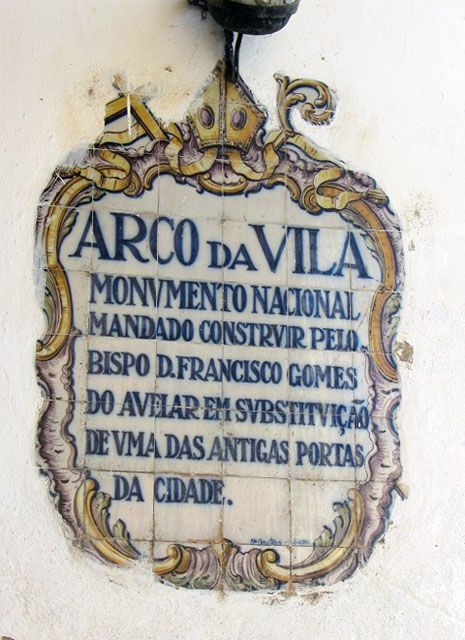 ARCO DA VILA
MONVMENTO NACIONAL
MANDADO CONSTRVIR PELO
BISPO D. FRANCISCO GOMES
DO AVELAR EM SVBSTITVIÇÃO
DE VMA DAS ANTIGAS PORTAS
DA CIDADE.